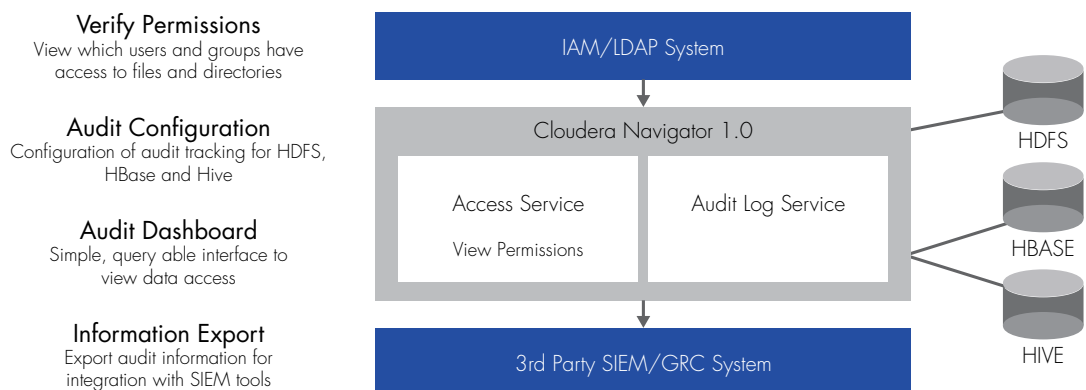 Verify Permissions
View which users and groups have
access to files and directories
Audit Configuration
Configuration of audit tracking for HDFS,
HBase and Hive
Audit Dashboard
Simple, query able interface to
view data access
Information Export
Export audit information for
integration with SIEM tools
IAM/LDAP System
Cloudera Navigator 1.0
Access Service
View Permissions
Audit Log Service
3rd Party SIEM/GRC System
HDFS
HBASE
HIVE